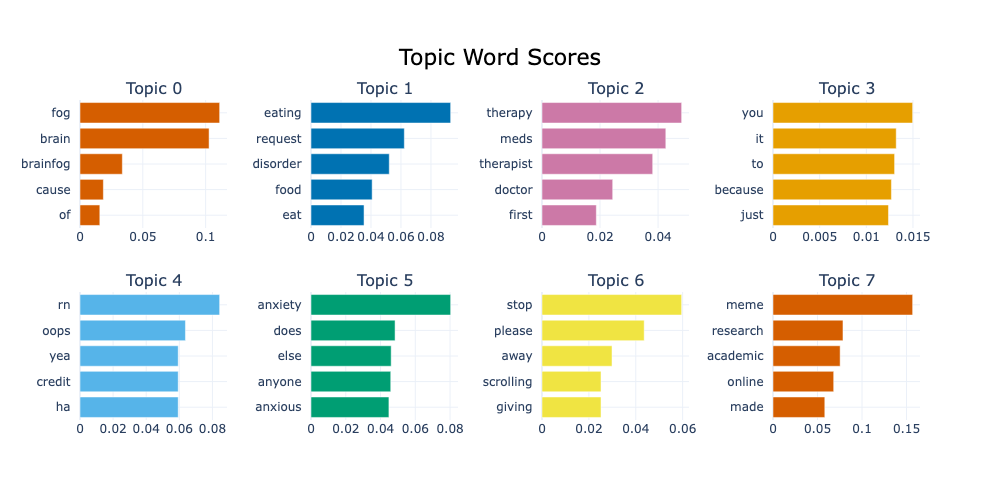 Topic Word Scores
Topic 0
fog
brain
brainfog
cause
of
0 0.05 0.1
Topic 1
eating
request
disorder
food
eat
0 0.02 0.04 0.06 0.08
Topic 2
therapy
meds
therapist
doctor
first
0 0.02 0.04
Topic 3
you
it
to
because
just
0 0.005 0.01 0.015
Topic 4
rn
oops
yea
credit
ha
0 0.02 0.04 0.06 0.08
Topic 5
anxiety
does
else
anyone
anxious
0 0.02 0.04 0.06 0.08
Topic 6
stop
please
away
scrolling
giving
0 0.02 0.04 0.06
Topic 7
meme
research
academic
online
made
0 0.05 0.1 0.15